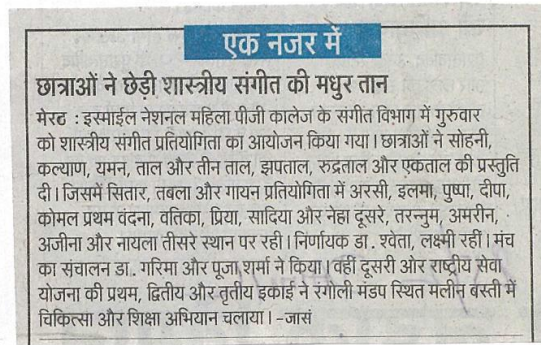 एक नजर में
छात्राओं ने छेड़ी शास्त्रीय संगीत की मधुर तान
मेरठ : इस्माईल नेशनल महिला पीजी कालेज के संगीत विभाग में गुरुवार
को शास्त्रीय संगीत प्रतियोगिता का आयोजन किया गया। छात्राओं ने सोहनी,
कल्याण, यमन, ताल और तीन ताल, झपताल, रुद्रताल और एकताल की प्रस्तुति
दी। जिसमें सितार, तबला और गायन प्रतियोगिता में अरसी, इलमा, पुष्पा, दीपा,
कोमल प्रथम वंदना, वतिका, प्रिया, सादिया और नेहा दूसरे, तरन्नुम, अमरीन,
अजीना और नायला तीसरे स्थान पर रही। निर्णायक डा. श्वेता, लक्ष्मी रहीं। मंच
का संचालन डा. गरिमा और पूजा शर्मा ने किया। वहीं दूसरी ओर राष्ट्रीय सेवा
योजना की प्रथम, द्वितीय और तृतीय इकाई ने रंगोली मंडप स्थित मलीन बस्ती में
चिकित्सा और शिक्षा अभियान चलाया। -जासं